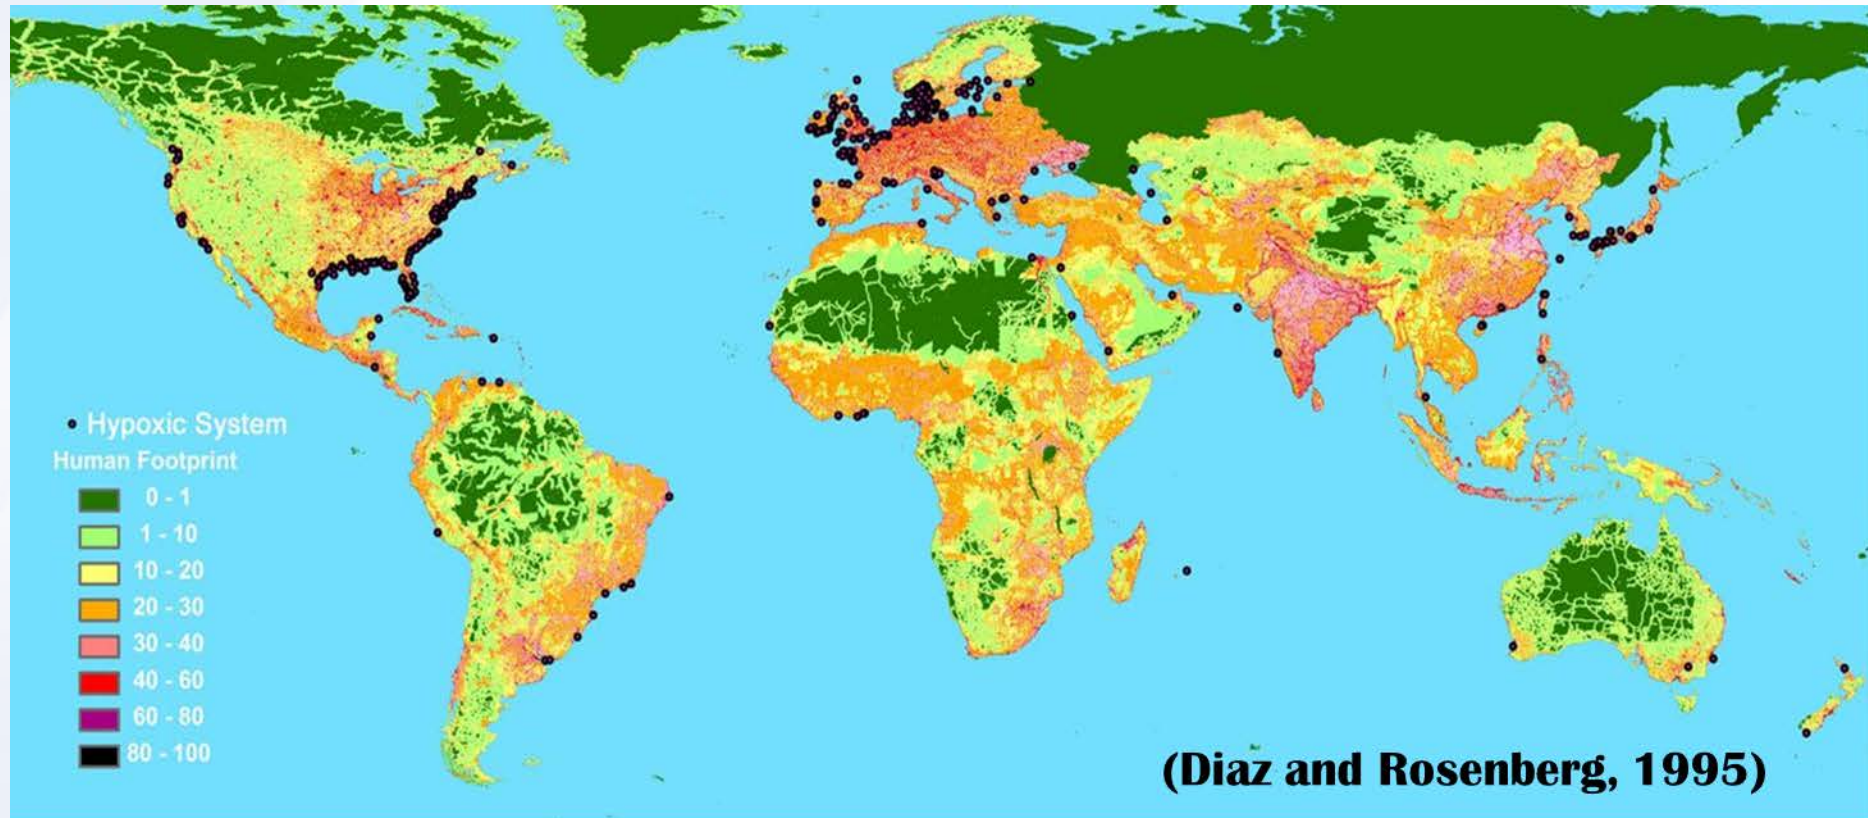 Hypoxic System
Human Footprint
0 - 1
1 - 10
10 - 20
20 - 30
30 - 40
40 - 60
60 - 80
80 - 100
(Diaz and Rosenberg, 1995)